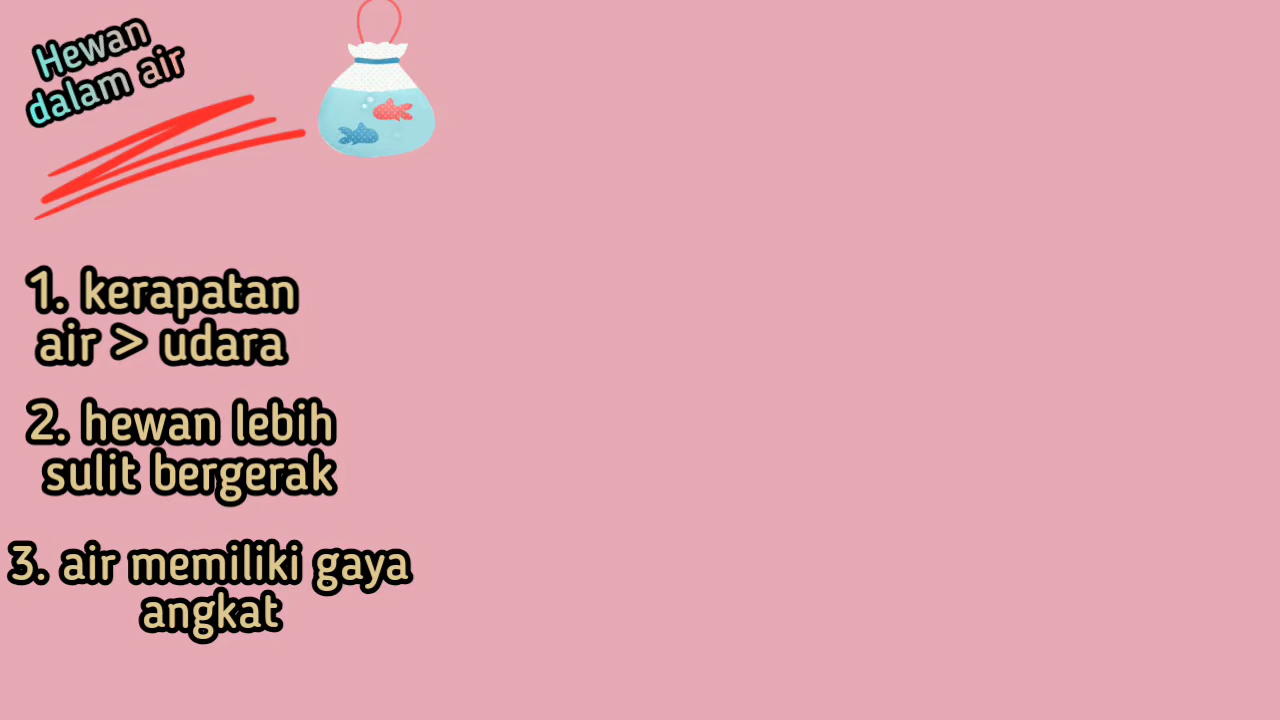 Hewan
dalam air
1. kerapatan
air > udara
2. hewan lebih
sulit bergerak
3. air memiliki gaya
angkat